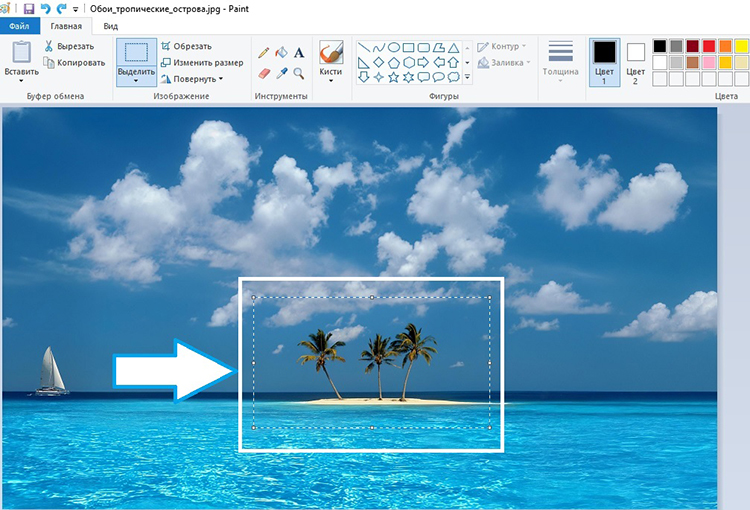 Обои_тропические_острова.jpg - Paint
Файл Главная Вид
Вставить
Вырезать
Копировать
Буфер обмена
Выделить
Обрезать
Изменить размер
Повернуть
Изображение
Инструменты
Кисти
Контур
Заливка
Фигуры
Толщина
Цвет 1
Цвет 2
Цвета